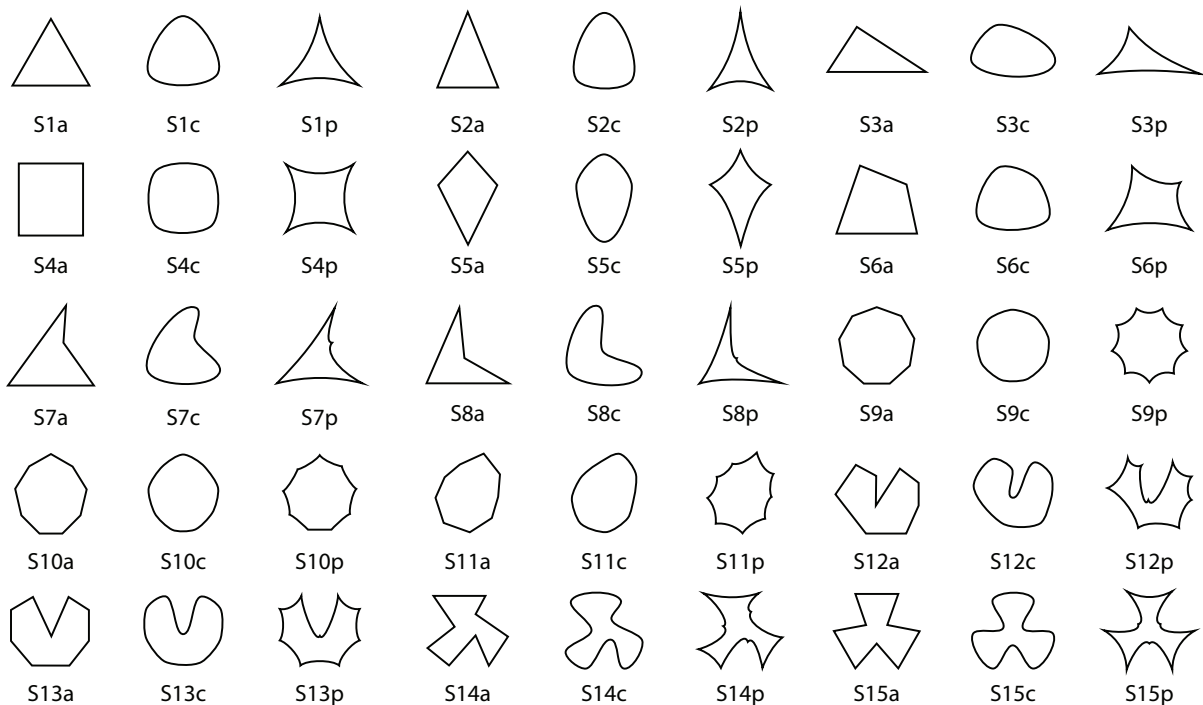 S1a S1c S1p S2a S2c S2p S3a S3c S3p
S4a S4c S4p S5a S5c S5p S6a S6c S6p
S7a S7c S7p S8a S8c S8p S9a S9c S9p
S10a S10c S10p S11a S11c S11p S12a S12c S12p
S13a S13c S13p S14a S14c S14p S15a S15c S15p